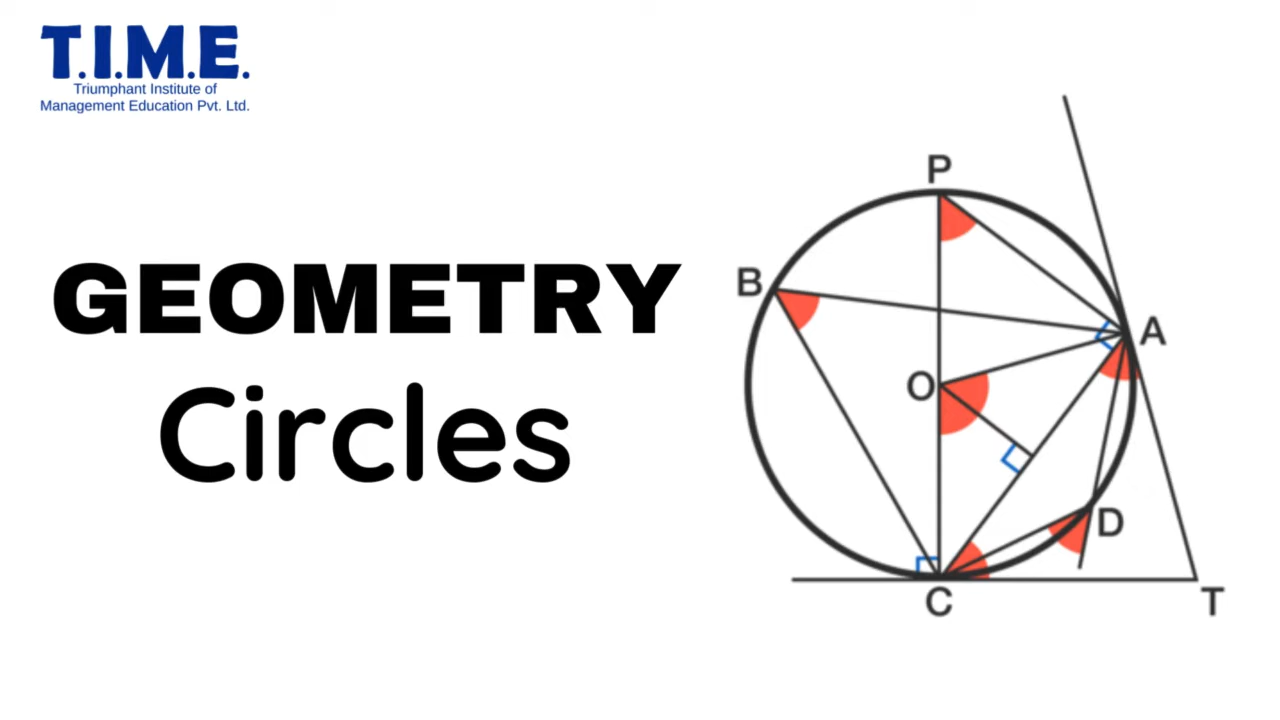 T.I.M.E.
Triumphant Institute of
Management Education Pvt. Ltd.
GEOMETRY
Circles
P
B
A
O
D
C
T